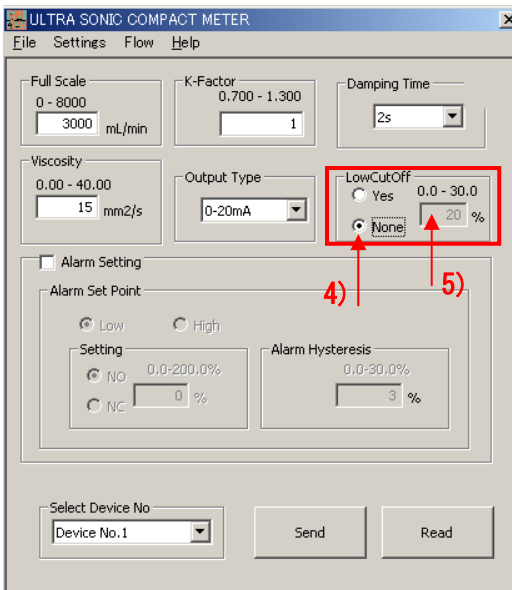 ULTRA SONIC COMPACT METER
File Settings Flow Help
Full Scale
0 - 8000
3000 mL/min
K-Factor
0.700 - 1.300
1
Damping Time
2s
Viscosity
0.00 - 40.00
15 mm2/s
Output Type
0-20mA
LowCutOff
Yes 0.0 - 30.0
None 20 %
4) 5)
Alarm Setting
Alarm Set Point
Low High
Setting
NO 0,0-200,0%
NC 0 %
Alarm Hysteresis
0,0-30,0%
3 %
Select Device No
Device No.1
Send Read